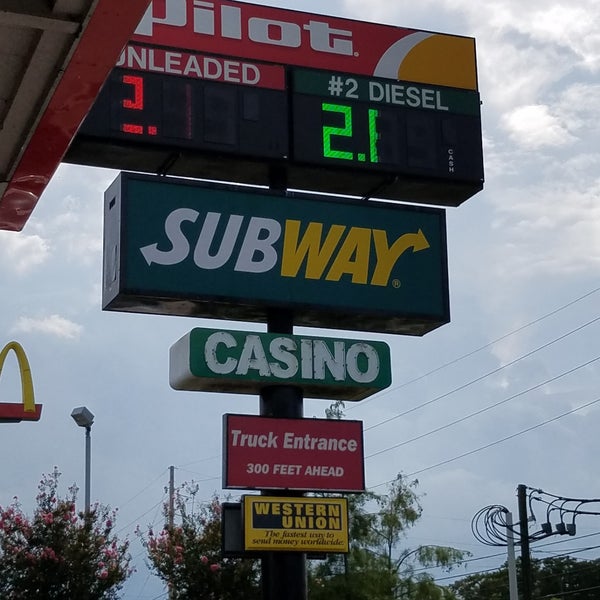 Pilot
UNLEADED
#2 DIESEL
2.1
2.1
CASH
SUBWAY
CASINO
Truck Entrance
300 FEET AHEAD
WESTERN
UNION
The fastest way to
send money worldwide.